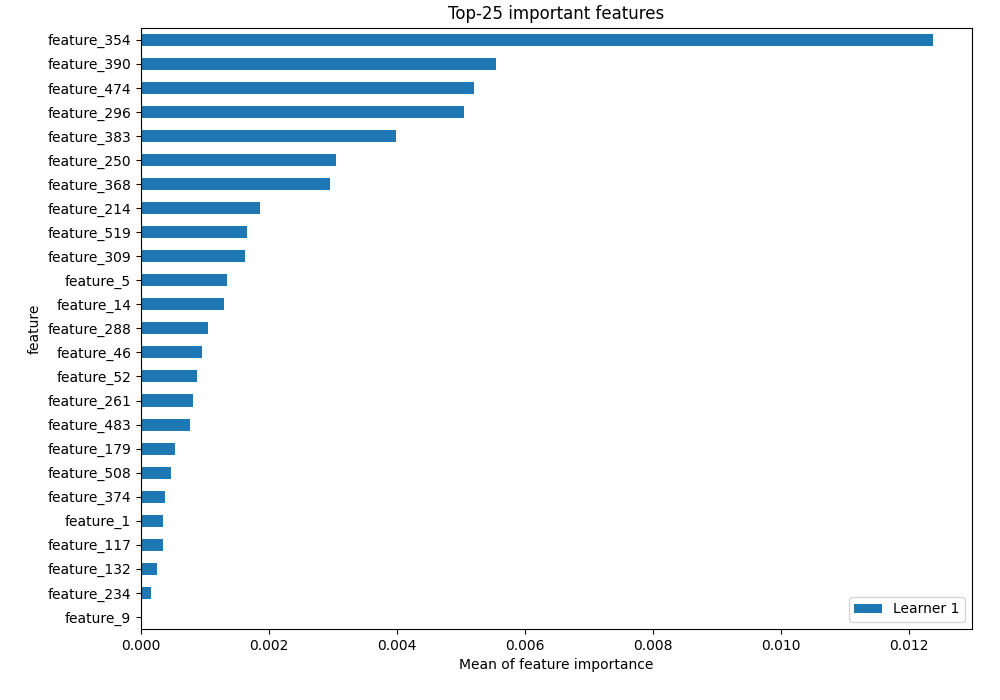 Top-25 important features
feature_354
feature_390
feature_474
feature_296
feature_383
feature_250
feature_368
feature_214
feature_519
feature_309
feature_5
feature_14
feature_288
feature_46
feature_52
feature_261
feature_483
feature_179
feature_508
feature_374
feature_1
feature_117
feature_132
feature_234
feature_9
feature
Learner 1
0.000 0.002 0.004 0.006 0.008 0.010 0.012
Mean of feature importance